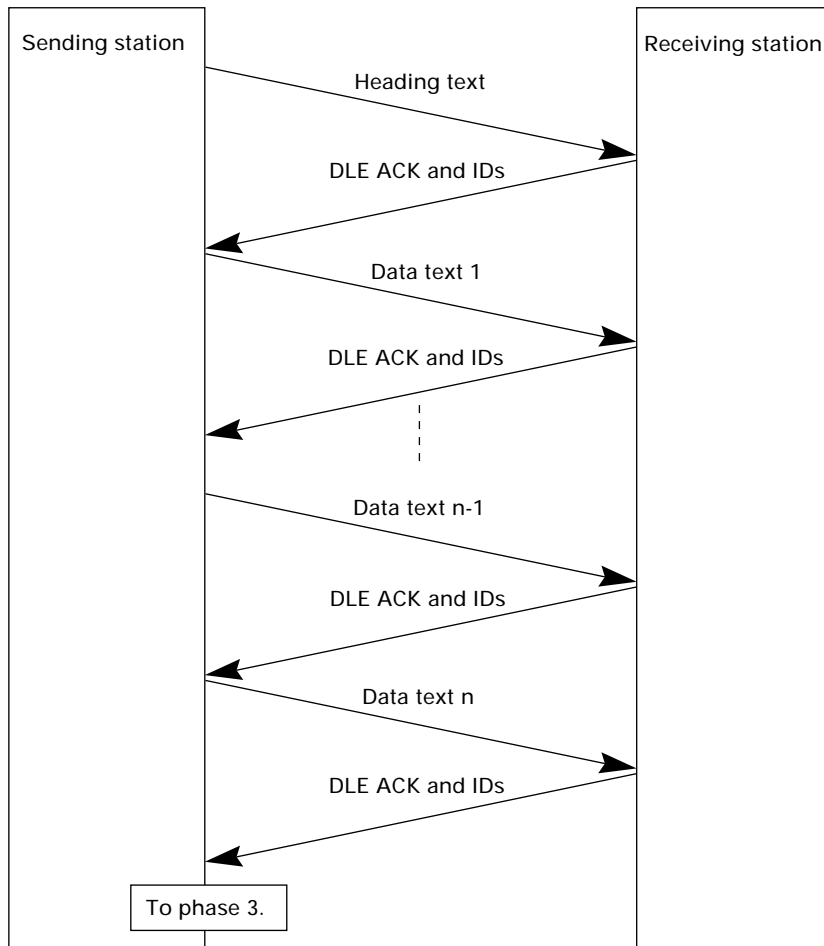 Sending station
Receiving station
Heading text
DLE ACK and IDs
Data text 1
DLE ACK and IDs
Data text n-1
DLE ACK and IDs
Data text n
DLE ACK and IDs
To phase 3.